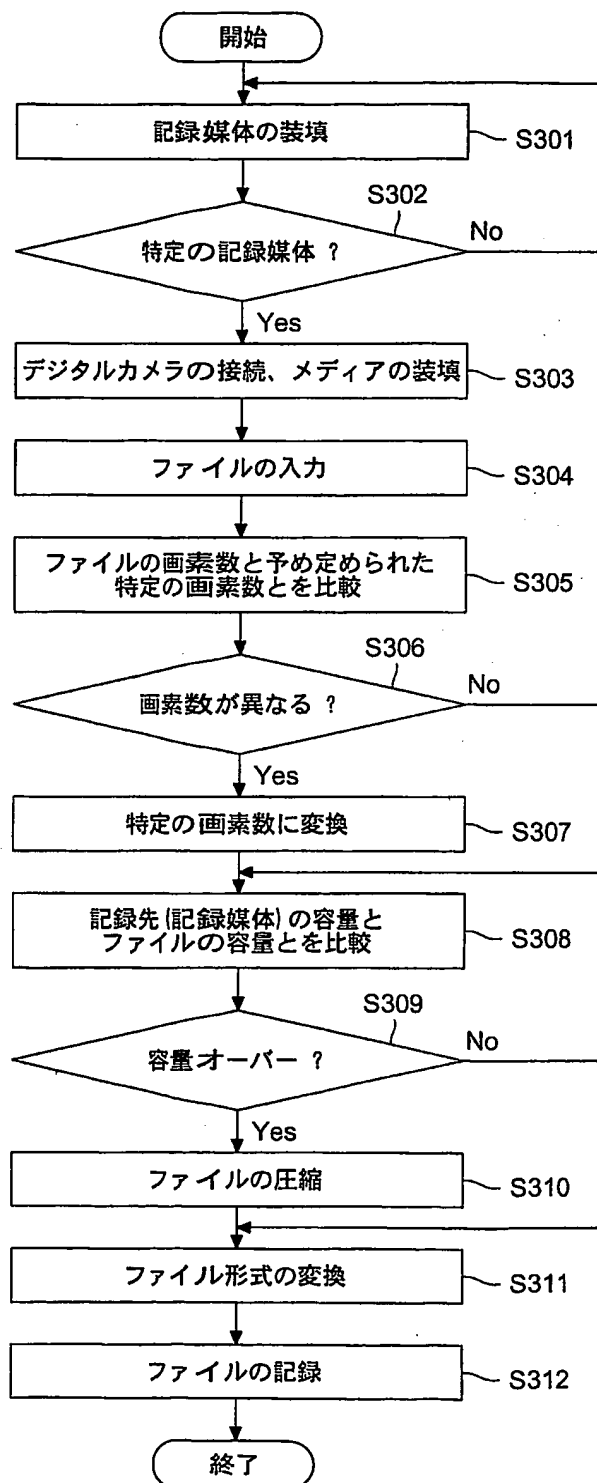 開始
記録媒体の装填
S301
S302
特定の記録媒体 ?
No
Yes
デジタルカメラの接続、メディアの装填
S303
ファイルの入力
S304
ファイルの画素数と予め定められた
特定の画素数とを比較
S305
S306
画素数が異なる ?
No
Yes
特定の画素数に変換
S307
記録先(記録媒体)の容量と
ファイルの容量とを比較
S308
S309
容量オーバー ?
No
Yes
ファイルの圧縮
S310
ファイル形式の変換
S311
ファイルの記録
S312
終了